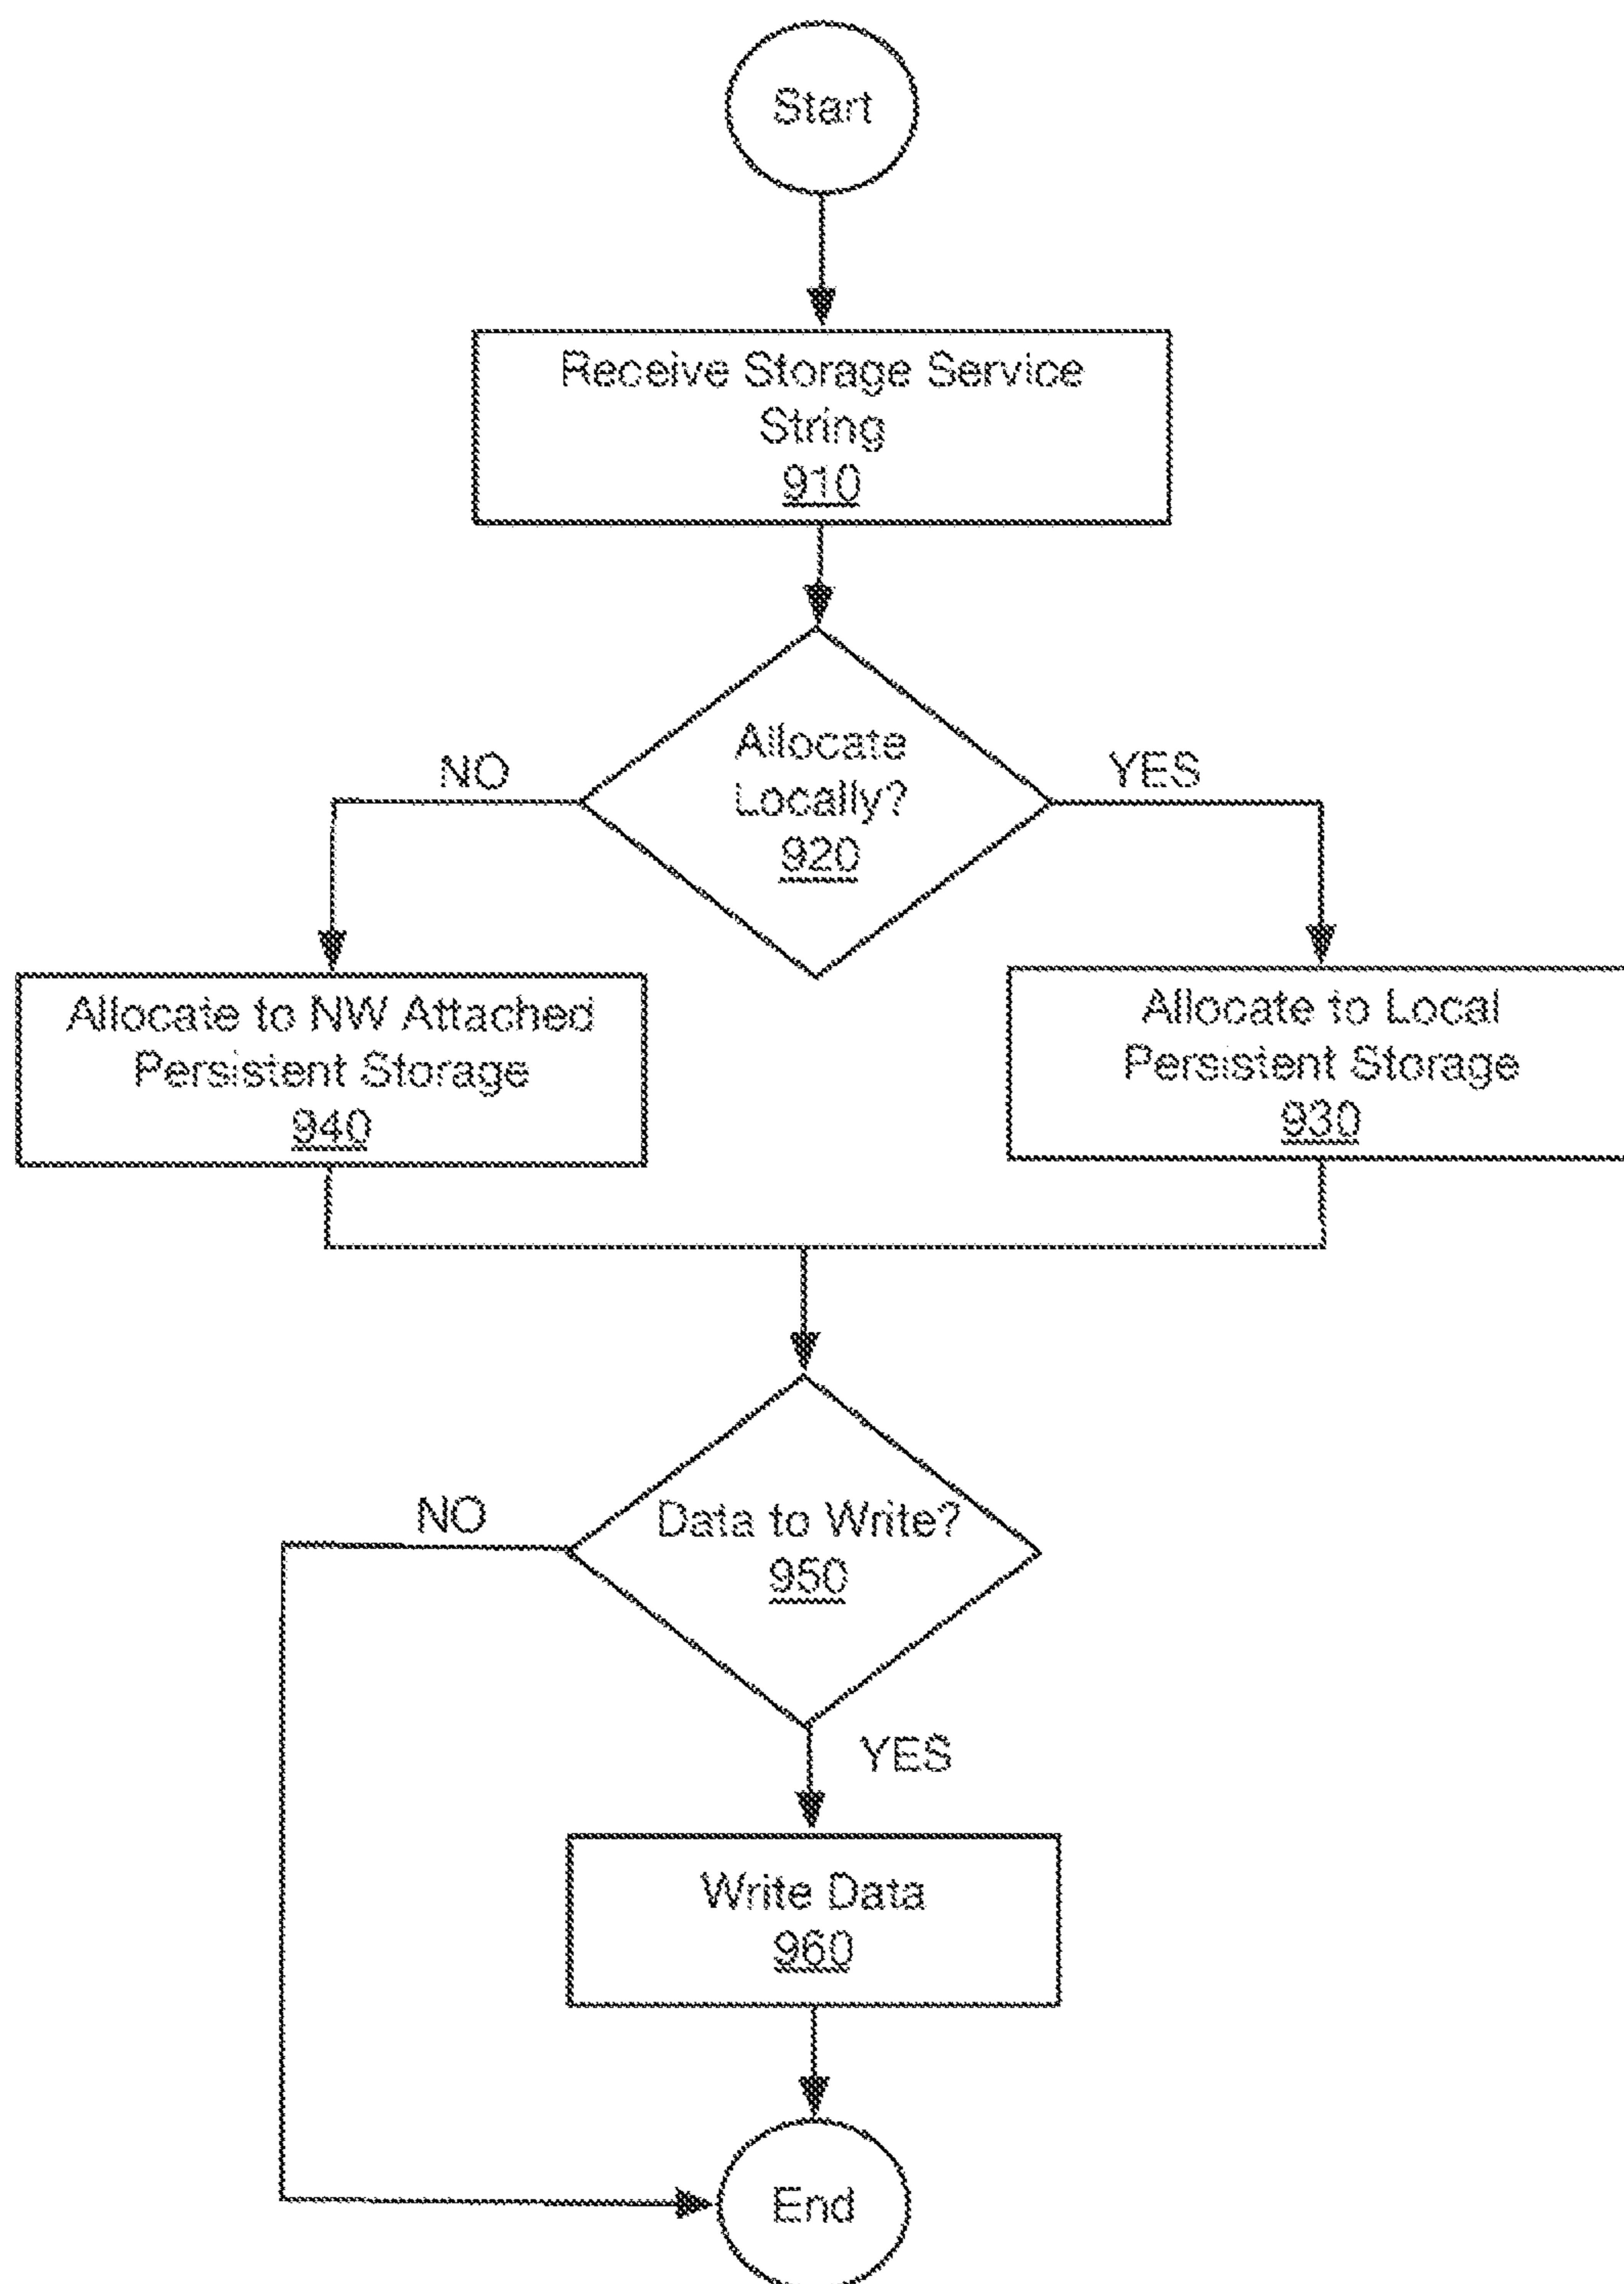 Start
Receive Storage Service
String
910
Allocate
Locally?
920
NO
YES
Allocate to NW Attached
Persistent Storage
940
Allocate to Local
Persistent Storage
930
Data to Write?
950
NO
YES
Write Data
960
End